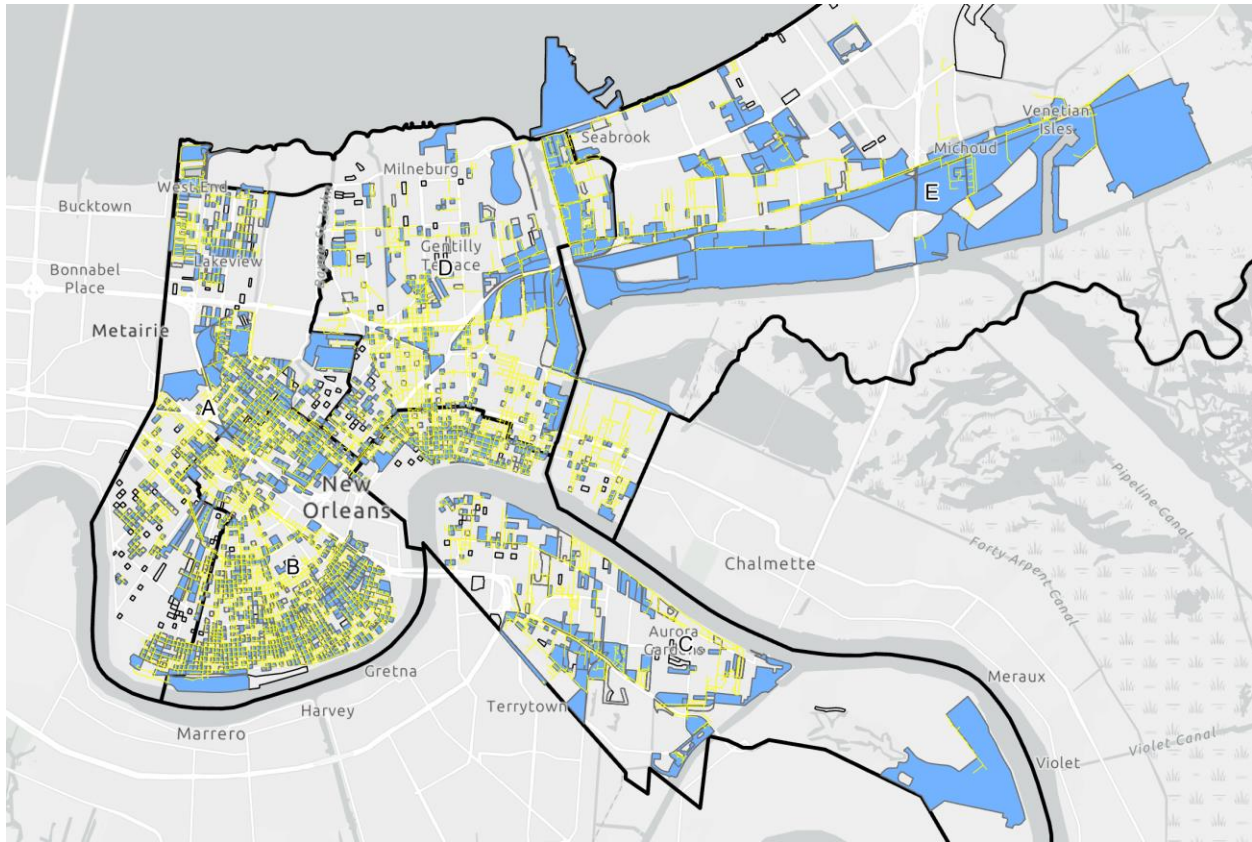 Seabrook
Venetian
Isles
Michoud
Milneburg
West End
Bucktown
E
Lakeview
Gentilly
Terrace
D
Bonnabel
Place
Metairie
A
New
Orleans
Pipeline Canal
Forty Arpent Canal
Chalmette
B
Aurora
Gardens
C
Gretna
Meraux
Harvey
Terrytown
Marrero
Violet Canal
Violet